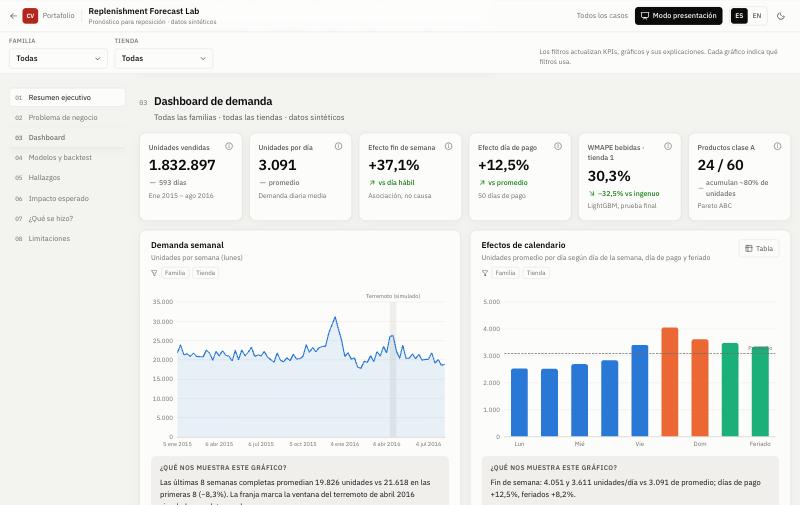 CV Portafolio
Replenishment Forecast Lab
Pronóstico para reposición · datos sintéticos
Todos los casos
Modo presentación
ES EN
FAMILIA
Todas
TIENDA
Todas
Los filtros actualizan KPIs, gráficos y sus explicaciones. Cada gráfico indica qué
filtros usa.
01 Resumen ejecutivo
02 Problema de negocio
03 Dashboard
04 Modelos y backtest
05 Hallazgos
06 Impacto esperado
07 ¿Qué se hizo?
08 Limitaciones
03 Dashboard de demanda
Todas las familias · todas las tiendas · datos sintéticos
Unidades vendidas
1.832.897
— 593 días
Ene 2015 – ago 2016
Unidades por día
3.091
— promedio
Demanda diaria media
Efecto fin de semana
+37,1%
↗ vs día hábil
Asociación, no causa
Efecto día de pago
+12,5%
↗ vs promedio
50 días de pago
WMAPE bebidas ·
tienda 1
30,3%
↘ −32,5% vs ingenuo
LightGBM, prueba final
Productos clase A
24 / 60
— acumulan ~80% de
unidades
Pareto ABC
Demanda semanal
Unidades por semana (lunes)
Familia Tienda
Terremoto (simulado)
35.000
30.000
25.000
20.000
15.000
10.000
5.000
0
5 ene 2015 6 abr 2015 6 jul 2015 5 oct 2015 4 ene 2016 4 abr 2016 4 jul 2016
¿QUÉ NOS MUESTRA ESTE GRÁFICO?
Las últimas 8 semanas completas promedian 19.826 unidades vs 21.618 en las
primeras 8 (−8,3%). La franja marca la ventana del terremoto de abril 2016
Efectos de calendario
Unidades promedio por día según día de la semana, día de pago y feriado
Tabla
Familia Tienda
5.000
4.000
3.000
2.000
1.000
0
Lun Mié Vie Dom Feriado
¿QUÉ NOS MUESTRA ESTE GRÁFICO?
Fin de semana: 4.051 y 3.611 unidades/día vs 3.091 de promedio; días de pago
+12,5%, feriados +8,2%.